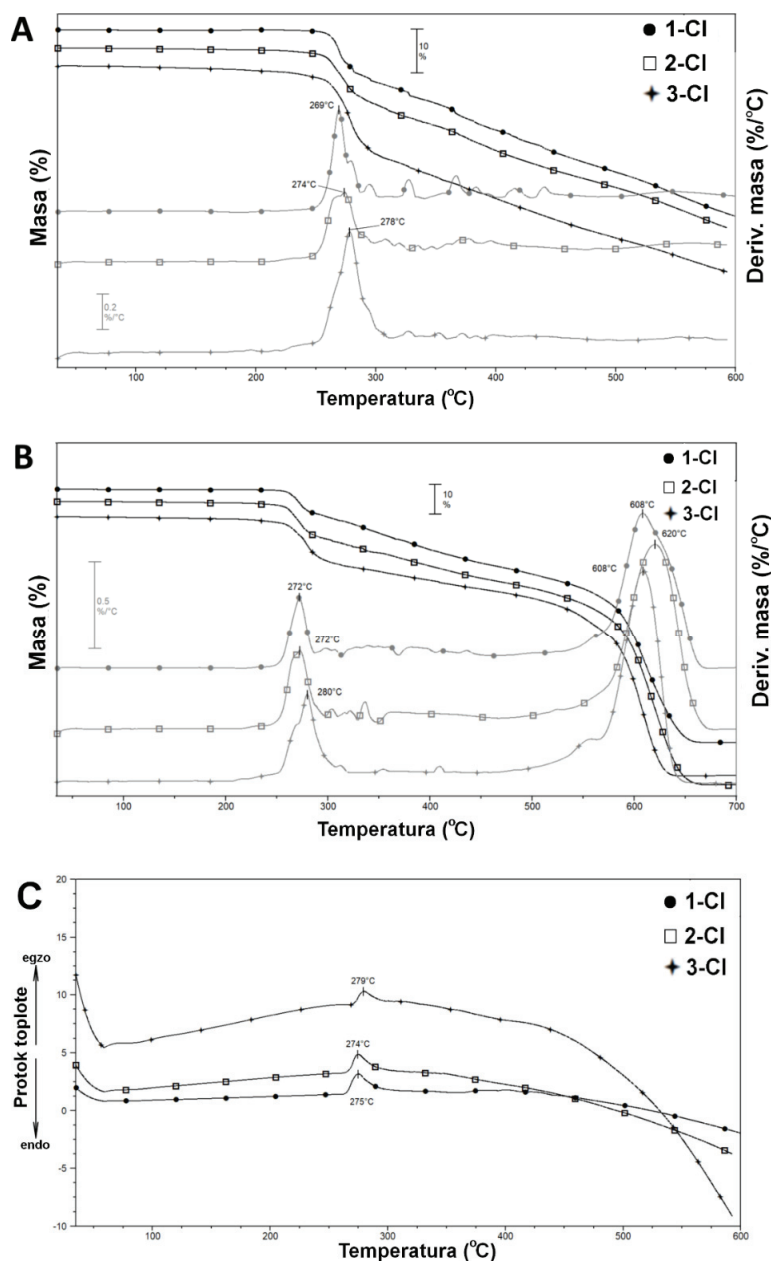 A
10
%
1-Cl
2-Cl
3-Cl
269°C
274°C
278°C
0.2
%/°C
Masa (%)
Deriv. masa (%/°C)
100
200
300
400
500
600
Temperatura (°C)
B
10
%
1-Cl
2-Cl
3-Cl
608°C
620°C
608°C
0.5
%/°C
272°C
272°C
280°C
Masa (%)
Deriv. masa (%/°C)
100
200
300
400
500
600
700
Temperatura (°C)
C
20
15
10
5
0
-5
-10
1-Cl
2-Cl
3-Cl
279°C
274°C
275°C
egzo
Protok toplote
endo
100
200
300
400
500
600
Temperatura (°C)